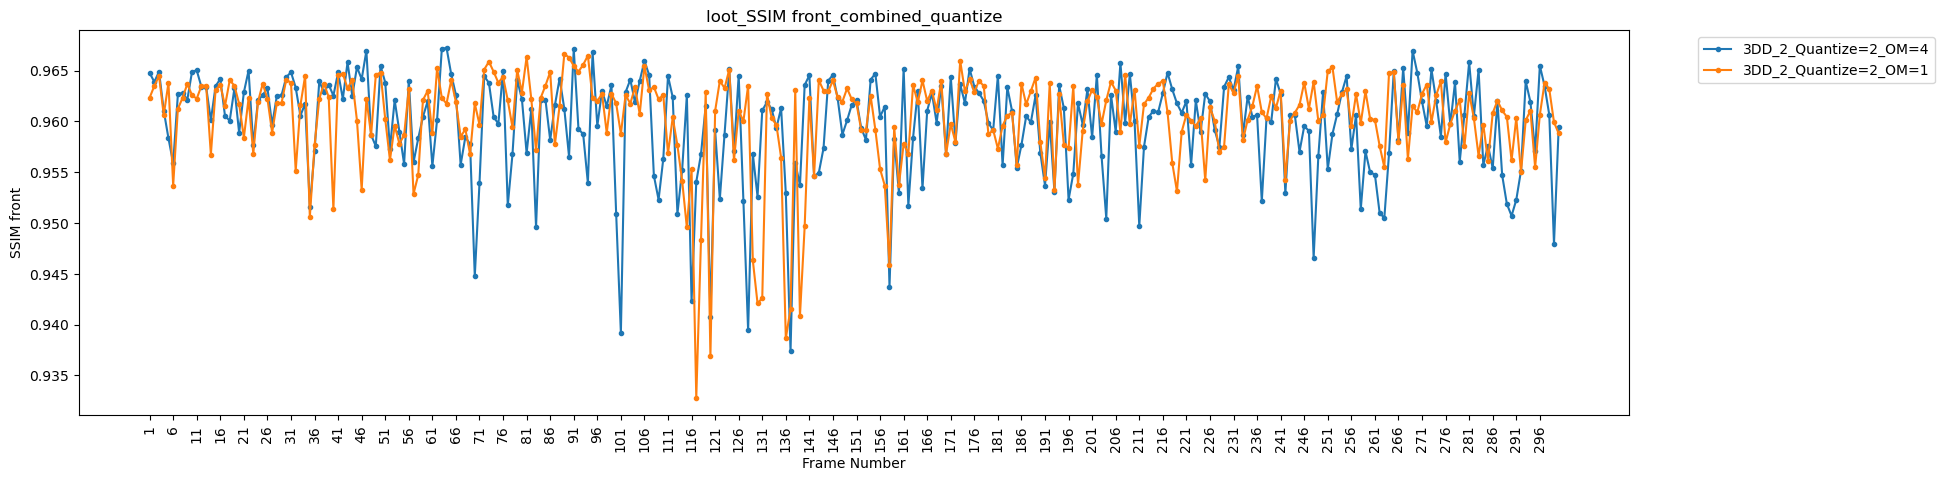 loot_SSIM front_combined_quantize
3DD_2_Quantize=2_OM=4
3DD_2_Quantize=2_OM=1
SSIM front
0.965
0.960
0.955
0.950
0.945
0.940
0.935
1 6 11 16 21 26 31 36 41 46 51 56 61 66 71 76 81 86 91 96 101 106 111 116 121 126 131 136 141 146 151 156 161 166 171 176 181 186 191 196 201 206 211 216 221 226 231 236 241 246 251 256 261 266 271 276 281 286 291 296
Frame Number